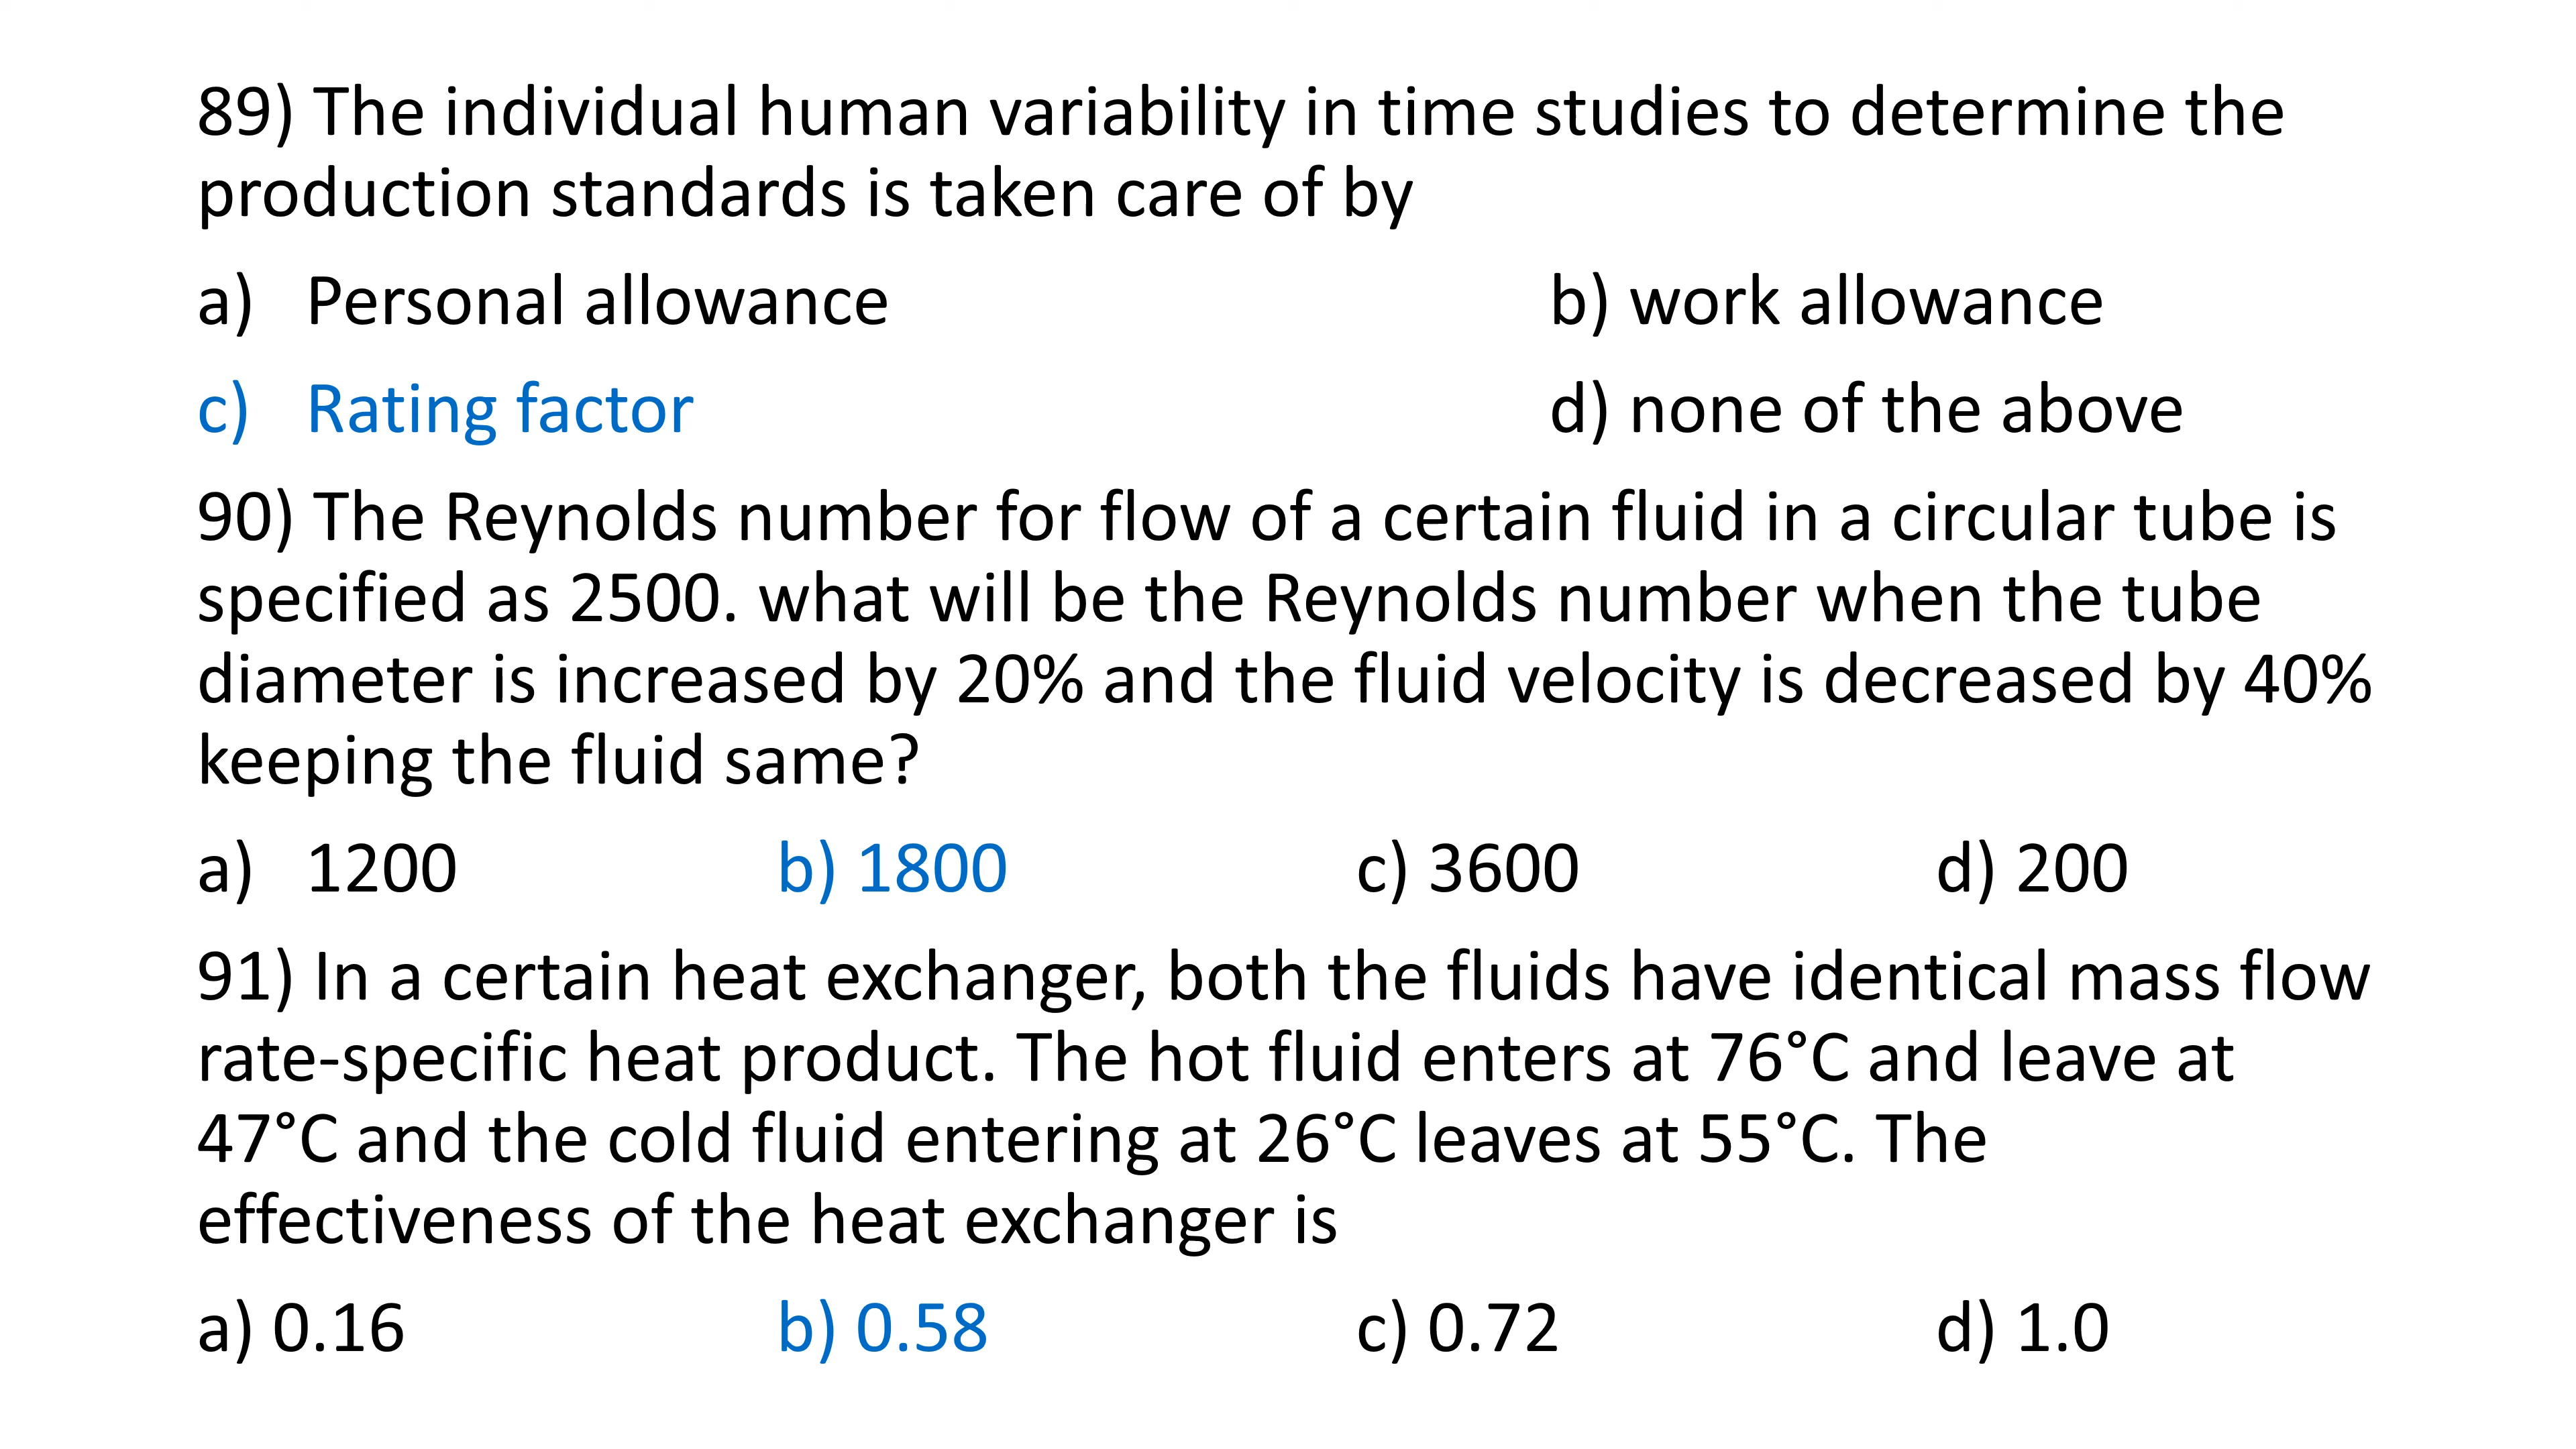 89) The individual human variability in time studies to determine the
production standards is taken care of by
a) Personal allowance b) work allowance
c) Rating factor d) none of the above
90) The Reynolds number for flow of a certain fluid in a circular tube is
specified as 2500. what will be the Reynolds number when the tube
diameter is increased by 20% and the fluid velocity is decreased by 40%
keeping the fluid same?
a) 1200 b) 1800 c) 3600 d) 200
91) In a certain heat exchanger, both the fluids have identical mass flow
rate-specific heat product. The hot fluid enters at 76°C and leave at
47°C and the cold fluid entering at 26°C leaves at 55°C. The
effectiveness of the heat exchanger is
a) 0.16 b) 0.58 c) 0.72 d) 1.0